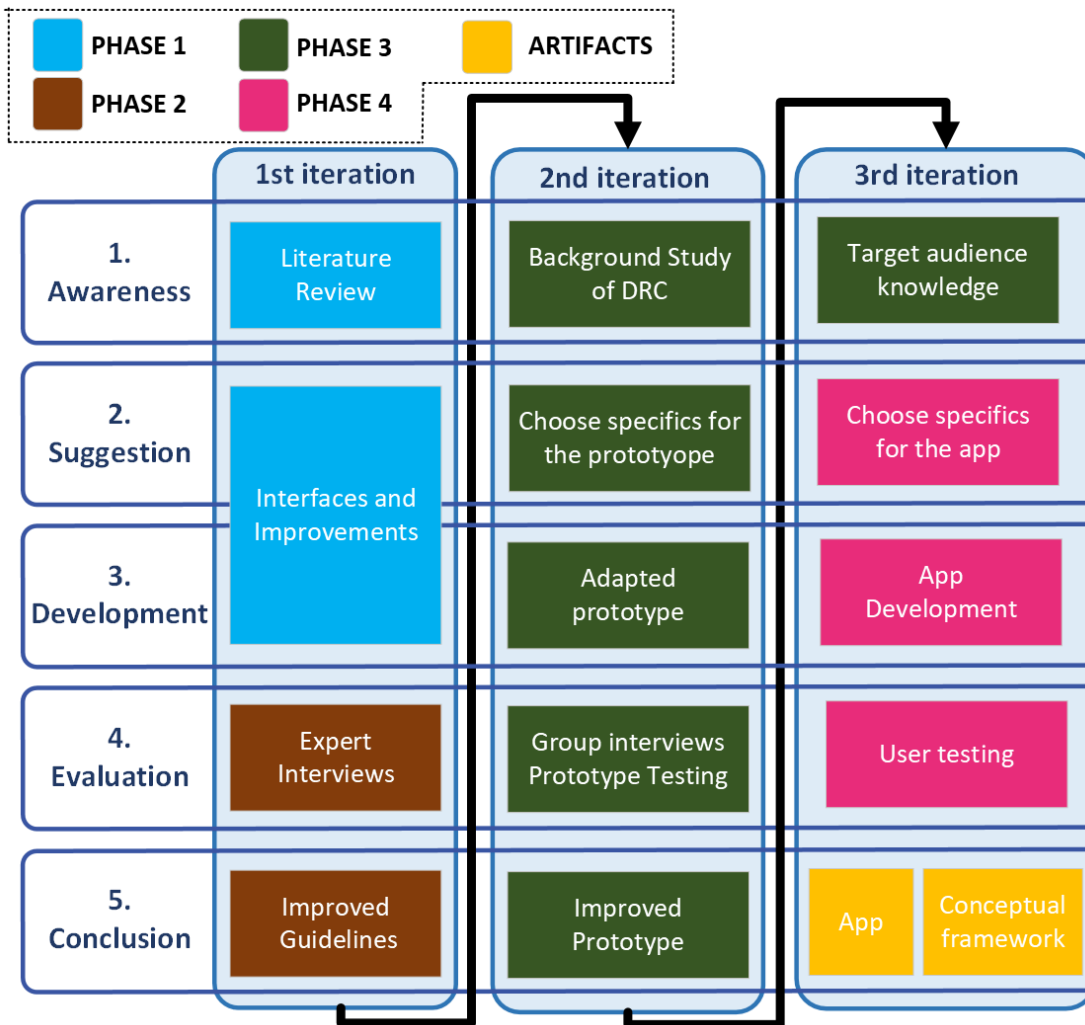 PHASE 1
PHASE 3
ARTIFACTS
PHASE 2
PHASE 4
1st iteration
2nd iteration
3rd iteration
1.
Awareness
Literature
Review
Background Study
of DRC
Target audience
knowledge
2.
Suggestion
Interfaces and
Improvements
Choose specifics for
the prototyope
Choose specifics
for the app
3.
Development
Adapted
prototype
App
Development
4.
Evaluation
Expert
Interviews
Group interviews
Prototype Testing
User testing
5.
Conclusion
Improved
Guidelines
Improved
Prototype
App
Conceptual
framework